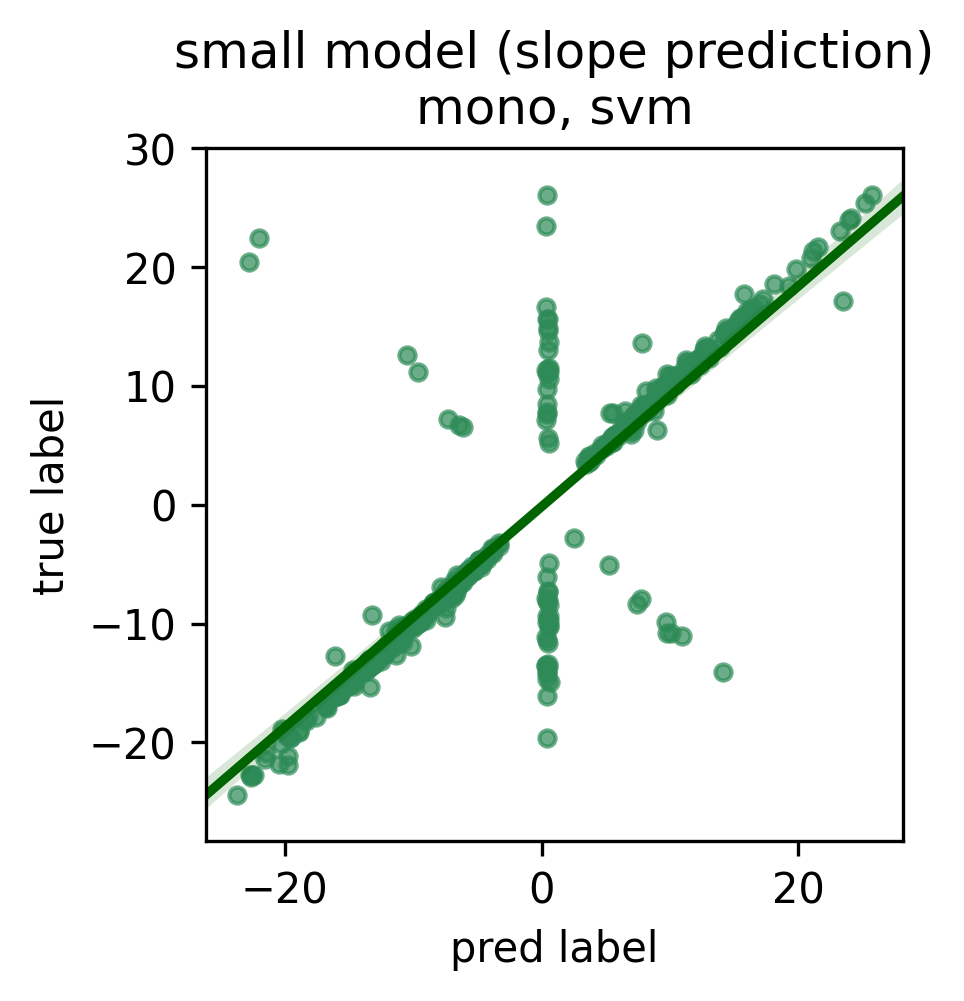 small model (slope prediction)
mono, svm
30
20
10
0
−10
−20
true label
−20 0 20
pred label